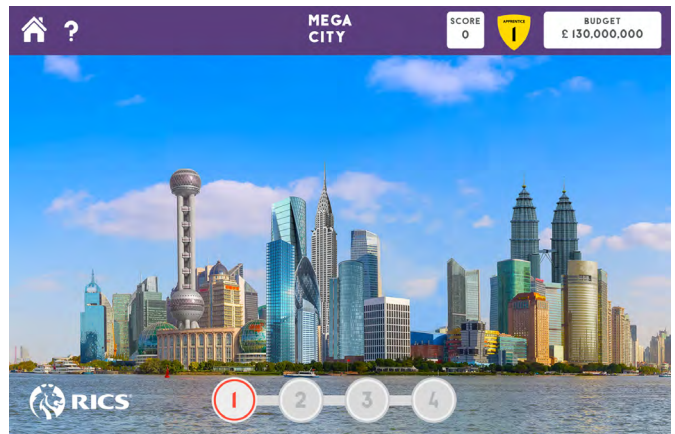 ?
MEGA
CITY
SCORE
0
APPRENTICE
1
BUDGET
£ 130,000,000
RICS
1
2
3
4